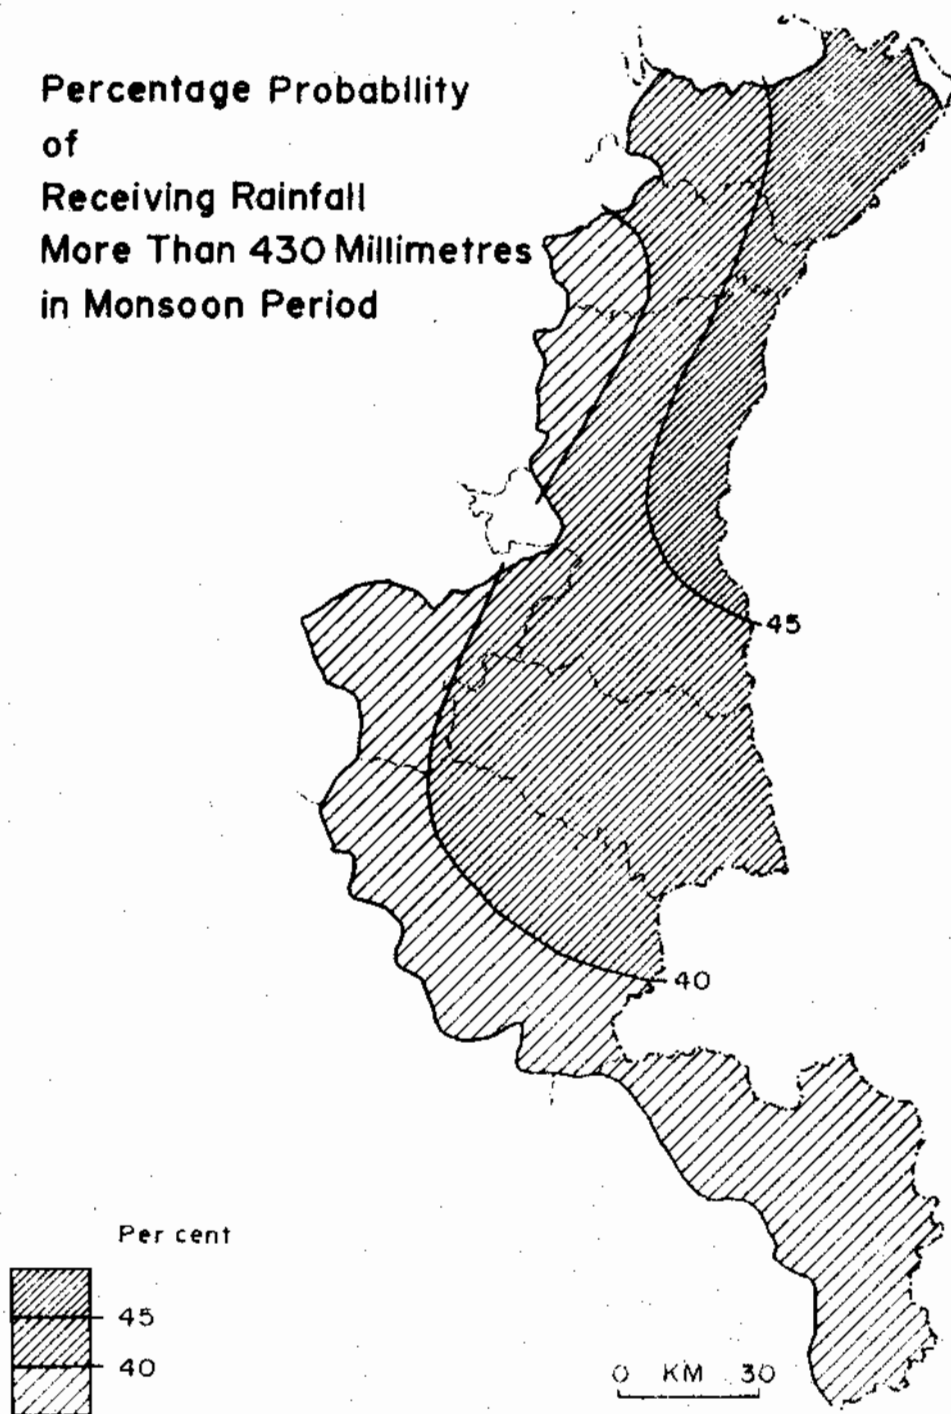 Percentage Probability
of
Receiving Rainfall
More Than 430 Millimetres
in Monsoon Period
45
40
Per cent
45
40
0 KM 30